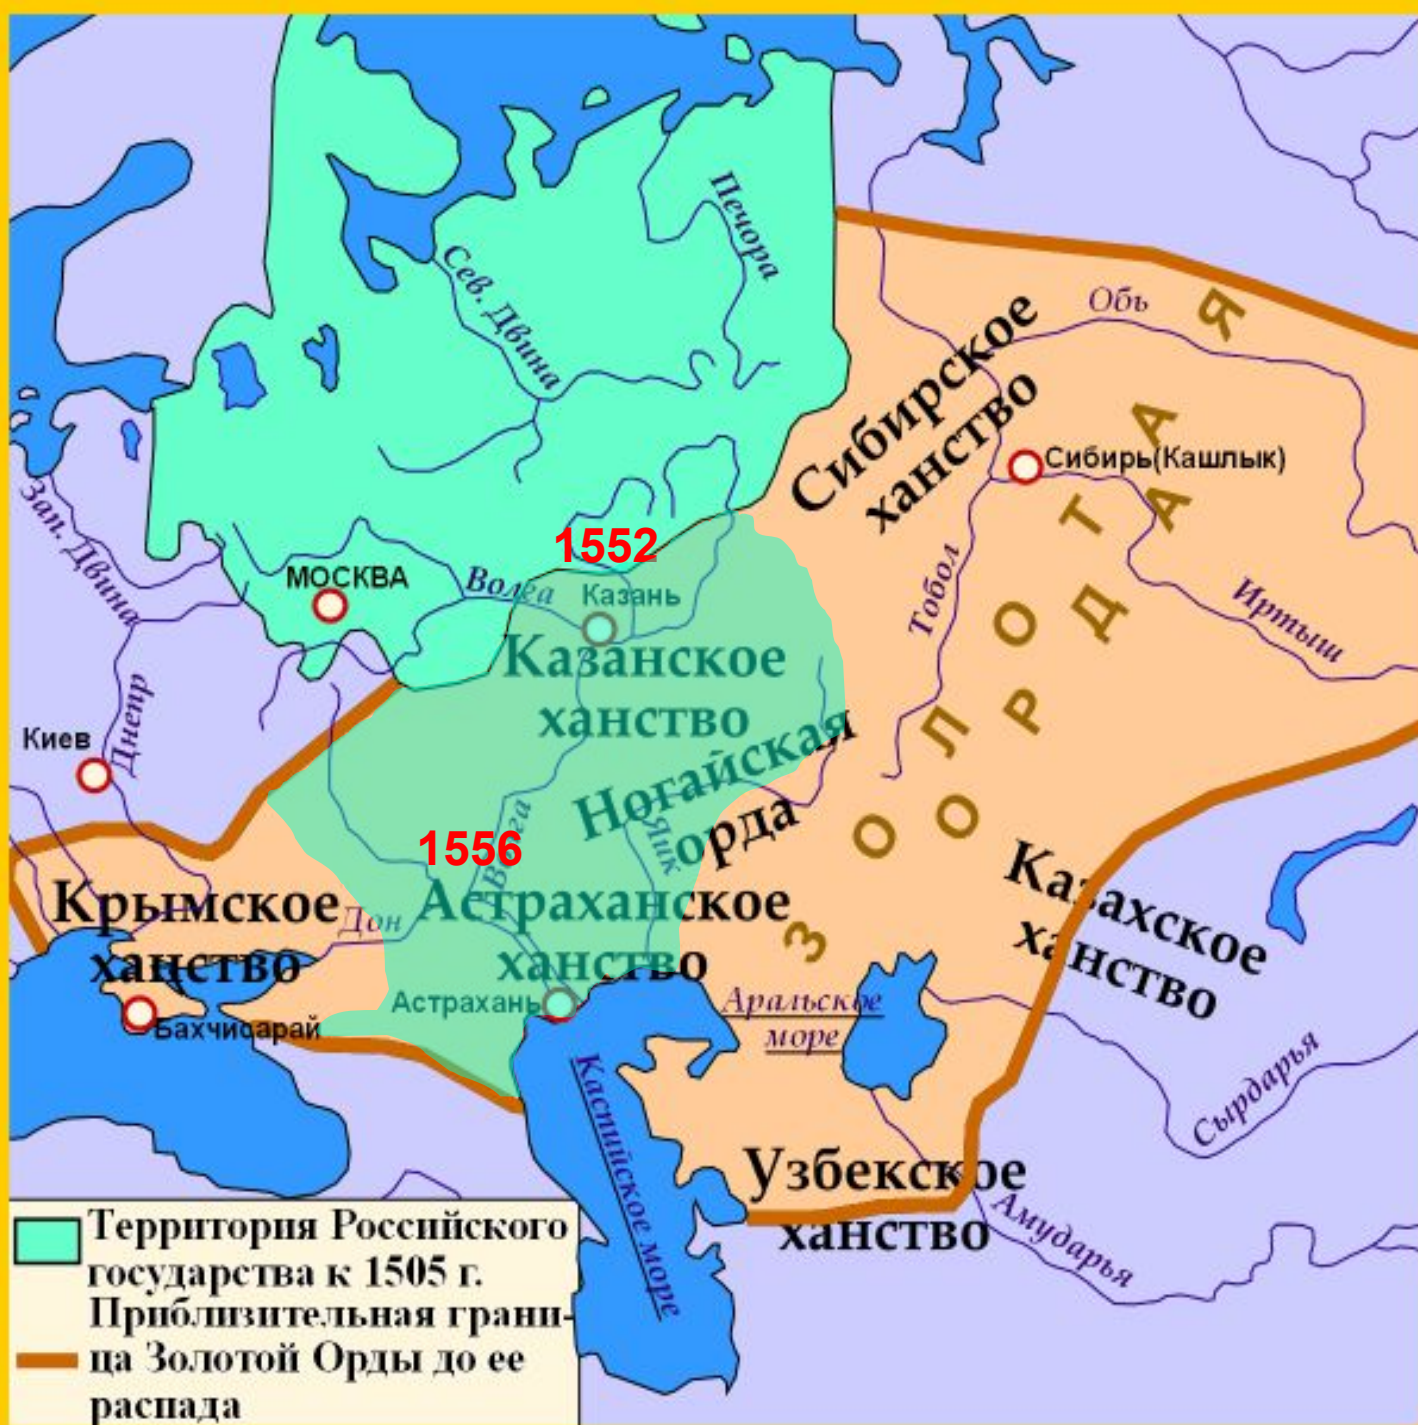 Печора
Сев. Двина
Обь
Я
А
Т
О
Л
О
З
А
Д
Р
О
Сибирское
ханство
Сибирь(Кашлык)
Зап. Двина
1552
МОСКВА
Волга
Казань
Тобол
Иртыш
Казанское
ханство
Киев
Днепр
Ногайская
орда
Яик
1556
Волга
Крымское
ханство
Дон
Астраханское
ханство
Астрахань
Бахчисарай
Казахское
ханство
Аральское
море
Сырдарья
Каспийское море
Узбекское
ханство
Амударья
Территория Российского
государства к 1505 г.
Приблизительная грани-
ца Золотой Орды до ее
распада